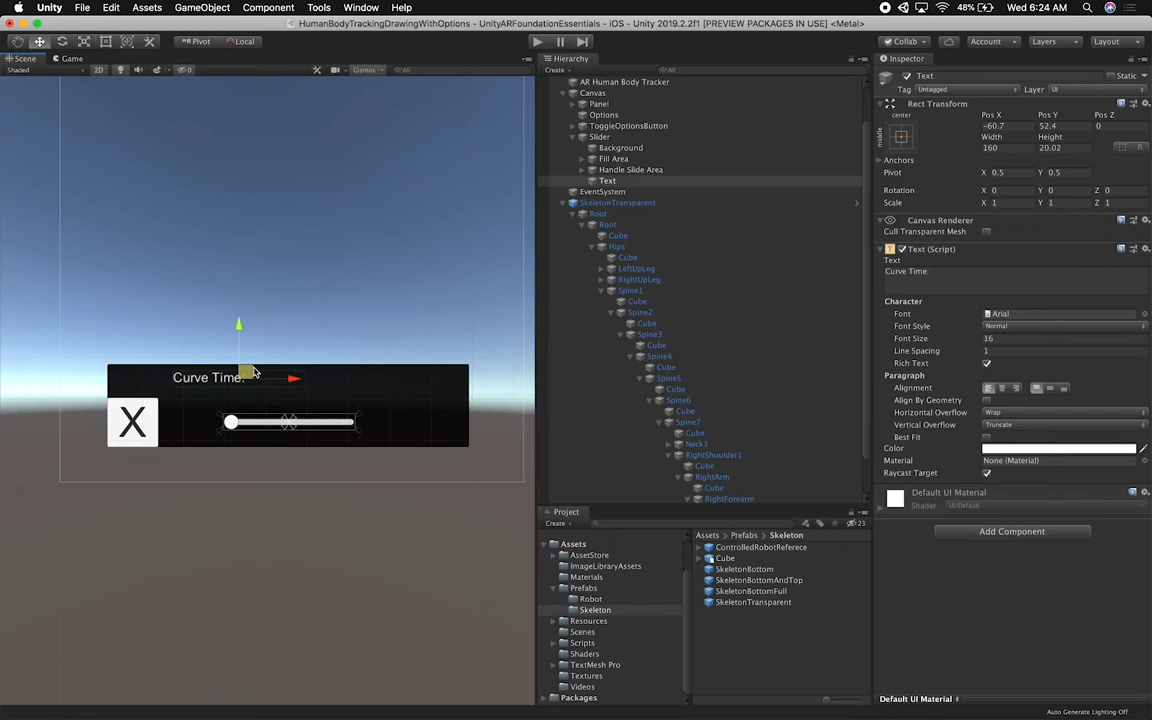 Unity File Edit Assets GameObject Component Tools Window Help 48% Wed 6:24 AM
HumanBodyTrackingDrawingWithOptions - UnityARFoundationEssentials - iOS - Unity 2019.2.2f1 [PREVIEW PACKAGES IN USE] <Metal>
Pivot Local Collab Account Layers Layout
Scene Game
Shaded 2D 0 Gizmos All
Curve Time:
X
Hierarchy
Create All
AR Human Body Tracker
Canvas
Panel
Options
ToggleOptionsButton
Slider
Background
Fill Area
Handle Slide Area
Text
EventSystem
SkeletonTransparent
Root
Root
Cube
Hips
Cube
LeftUpLeg
RightUpLeg
Spine1
Cube
Spine2
Cube
Spine3
Cube
Spine4
Cube
Spine5
Cube
Spine6
Cube
Spine7
Cube
Neck1
RightShoulder1
Cube
RightArm
Cube
RightForearm
Project
Create 23
Assets
AssetStore
ImageLibraryAssets
Materials
Prefabs
Robot
Skeleton
Resources
Scenes
Scripts
Shaders
TextMesh Pro
Textures
Videos
Packages
Assets Prefabs Skeleton
ControlledRobotReferece
Cube
SkeletonBottom
SkeletonBottomAndTop
SkeletonBottomFull
SkeletonTransparent
Inspector
Text Static
Tag Untagged Layer UI
Rect Transform
center
middle
Pos X Pos Y Pos Z
-60.7 52.4 0
Width Height
160 20.02
R
Anchors
Pivot X 0.5 Y 0.5
Rotation X 0 Y 0 Z 0
Scale X 1 Y 1 Z 1
Canvas Renderer
Cull Transparent Mesh
Text (Script)
Text
Curve Time:
Character
Font Arial
Font Style Normal
Font Size 16
Line Spacing 1
Rich Text
Paragraph
Alignment
Align By Geometry
Horizontal Overflow Wrap
Vertical Overflow Truncate
Best Fit
Color
Material None (Material)
Raycast Target
Default UI Material
Shader UI/Default
Add Component
Default UI Material
Auto Generate Lighting Off